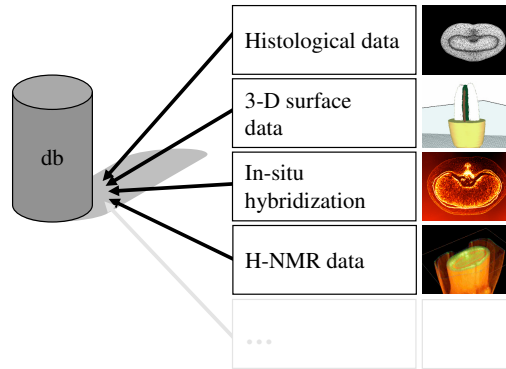 Histological data
3-D surface
data
db
In-situ
hybridization
H-NMR data
...